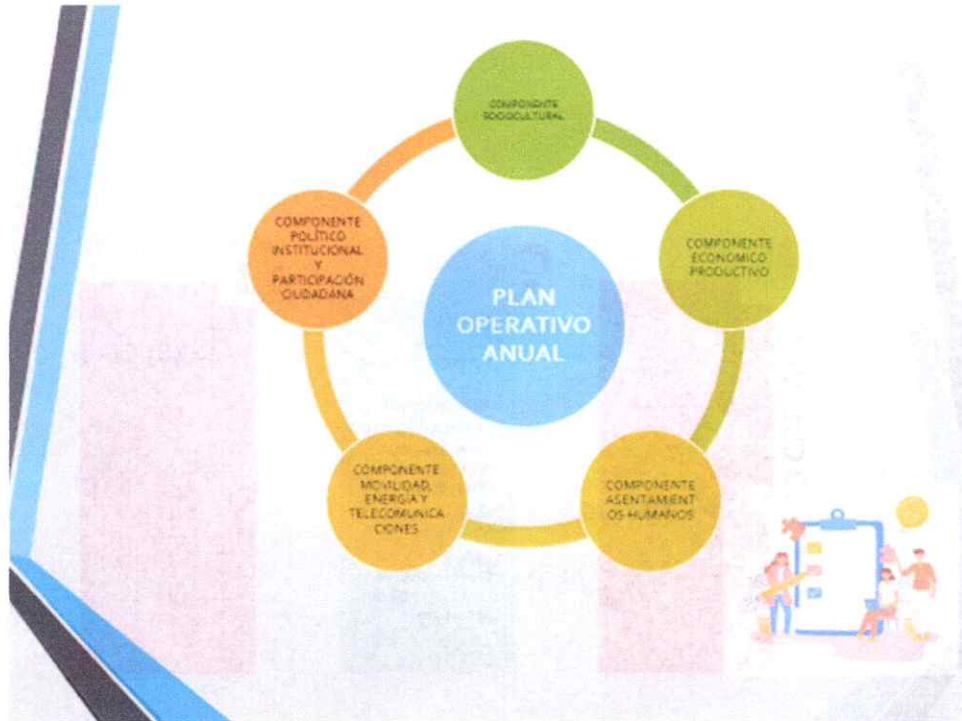 COMPONENTE
SOCIOCULTURAL
COMPONENTE
ECONÓMICO
PRODUCTIVO
COMPONENTE
ASENTAMIENT
OS HUMANOS
COMPONENTE
MOVILIDAD,
ENERGÍA Y
TELECOMUNICA
CIONES
COMPONENTE
POLÍTICO
INSTITUCIONAL
Y
PARTICIPACIÓN
CIUDADANA
PLAN
OPERATIVO
ANUAL